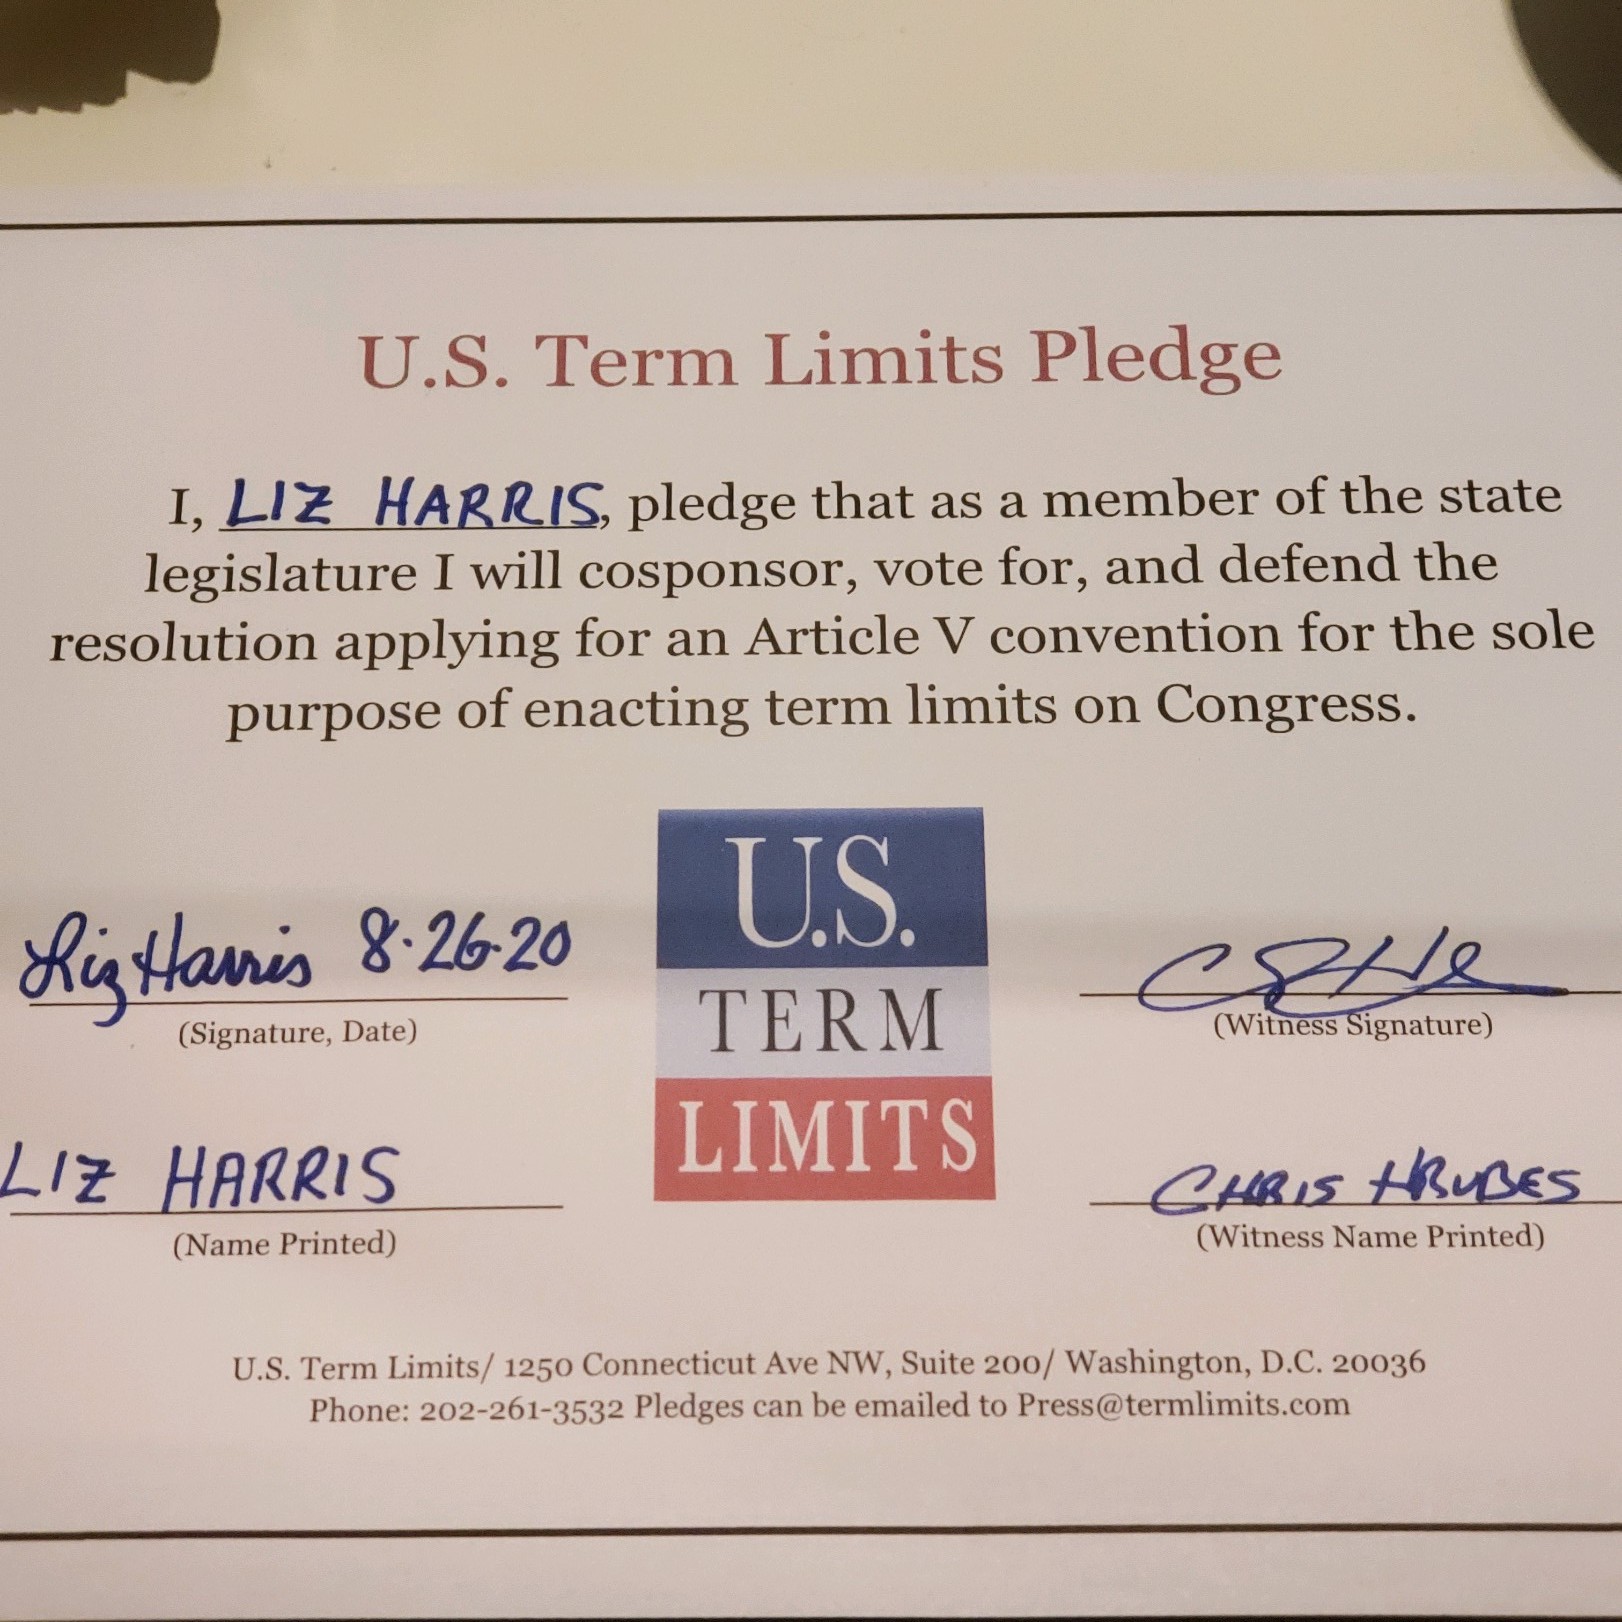 U.S. Term Limits Pledge
I, LIZ HARRIS, pledge that as a member of the state
legislature I will cosponsor, vote for, and defend the
resolution applying for an Article V convention for the sole
purpose of enacting term limits on Congress.
U.S.
TERM
LIMITS
Liz Harris 8.26.20
(Signature, Date)
(Witness Signature)
LIZ HARRIS
(Name Printed)
CHRIS HRUBES
(Witness Name Printed)
U.S. Term Limits/ 1250 Connecticut Ave NW, Suite 200/ Washington, D.C. 20036
Phone: 202-261-3532 Pledges can be emailed to Press@termlimits.com